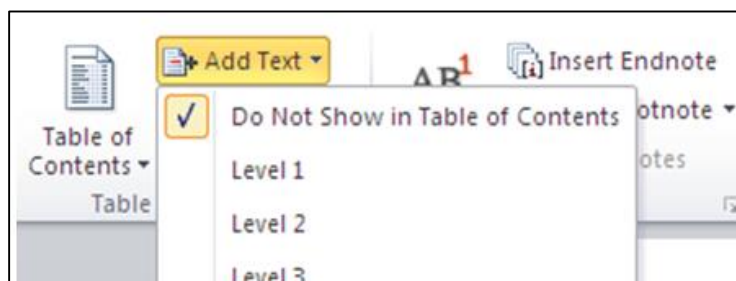 Add Text
Insert Endnote
AB1
Do Not Show in Table of Contents
otnote
Table of
Contents
Level 1
otes
Table
Level 2
Level 3